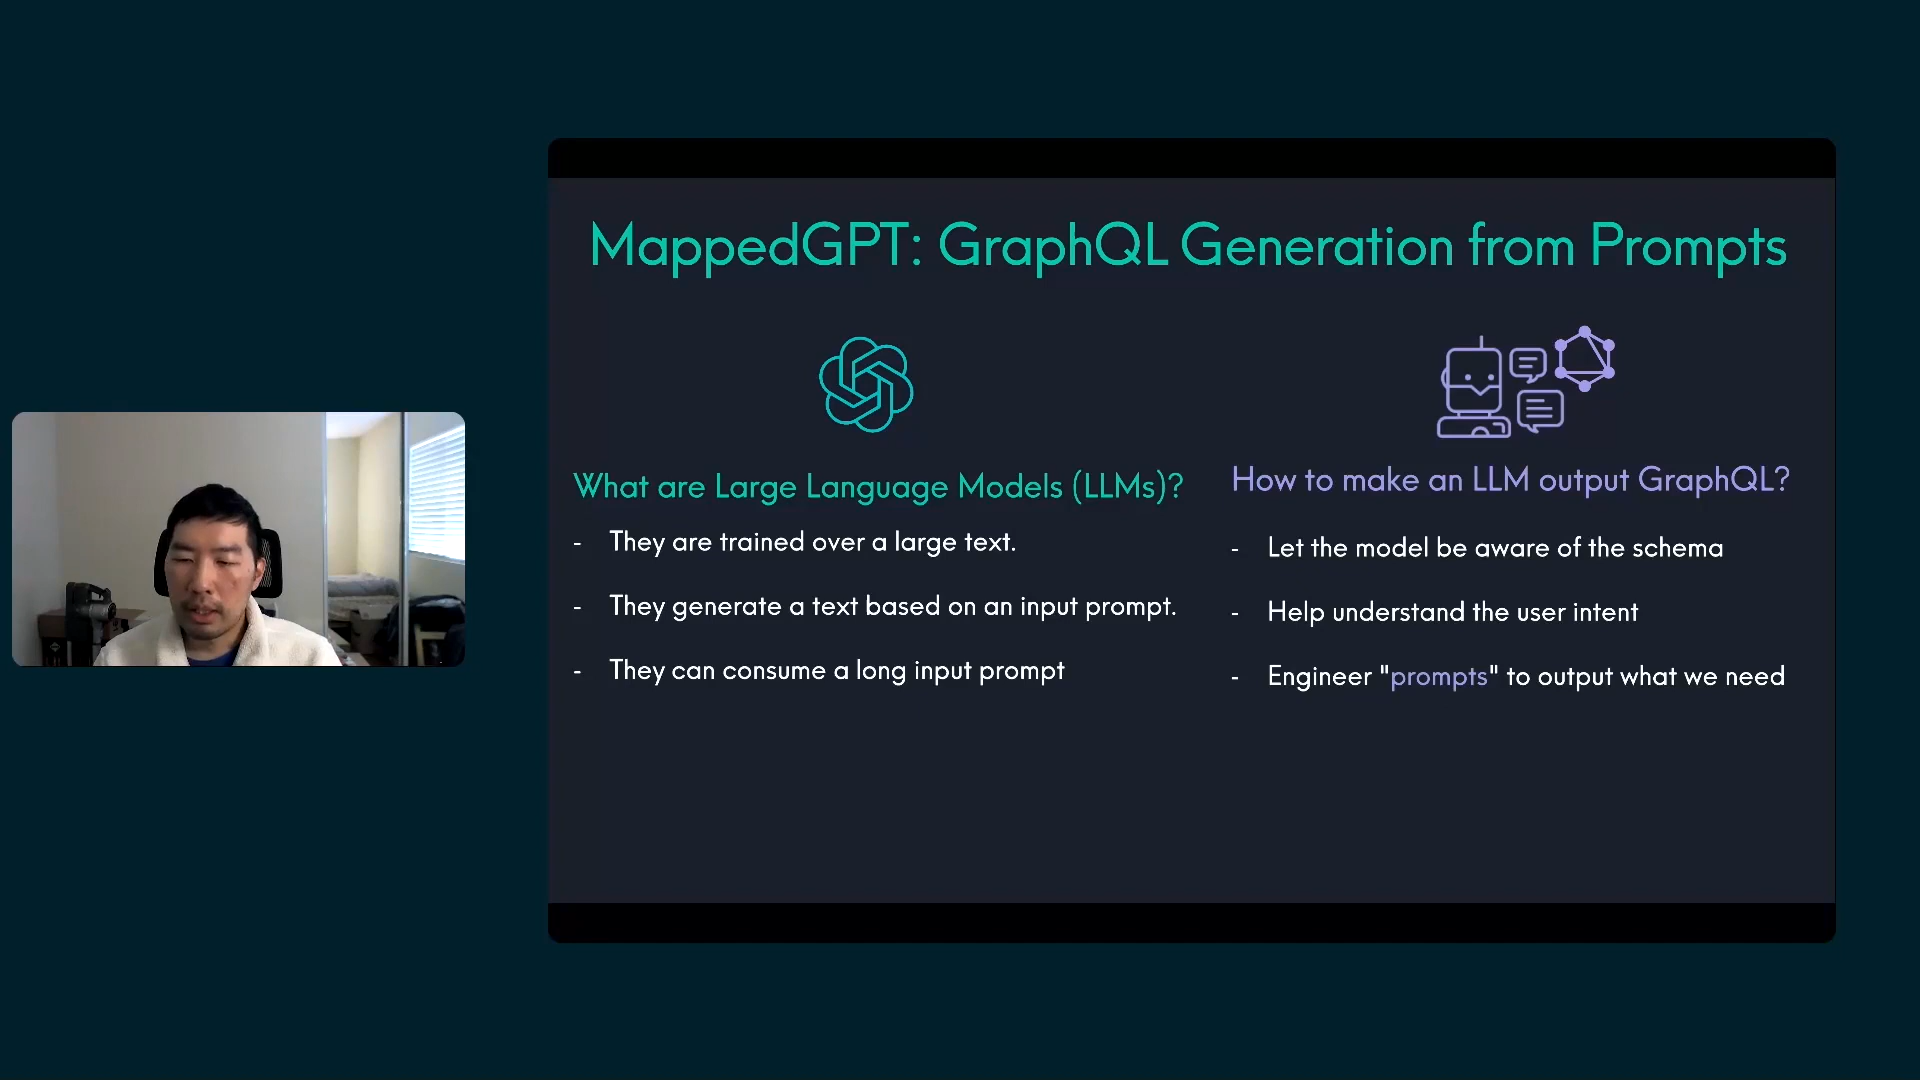 MappedGPT: GraphQL Generation from Prompts
What are Large Language Models (LLMs)?
- They are trained over a large text.
- They generate a text based on an input prompt.
- They can consume a long input prompt
How to make an LLM output GraphQL?
- Let the model be aware of the schema
- Help understand the user intent
- Engineer "prompts" to output what we need